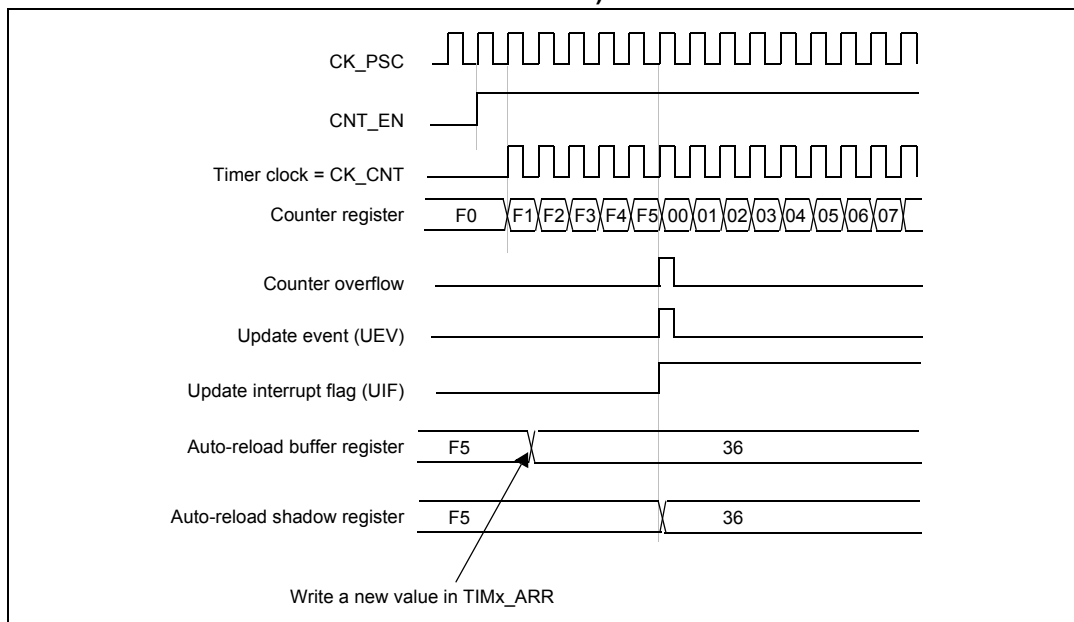 CK_PSC
CNT_EN
Timer clock = CK_CNT
Counter register F0 F1 F2 F3 F4 F5 00 01 02 03 04 05 06 07
Counter overflow
Update event (UEV)
Update interrupt flag (UIF)
Auto-reload buffer register F5 36
Auto-reload shadow register F5 36
Write a new value in TIMx_ARR